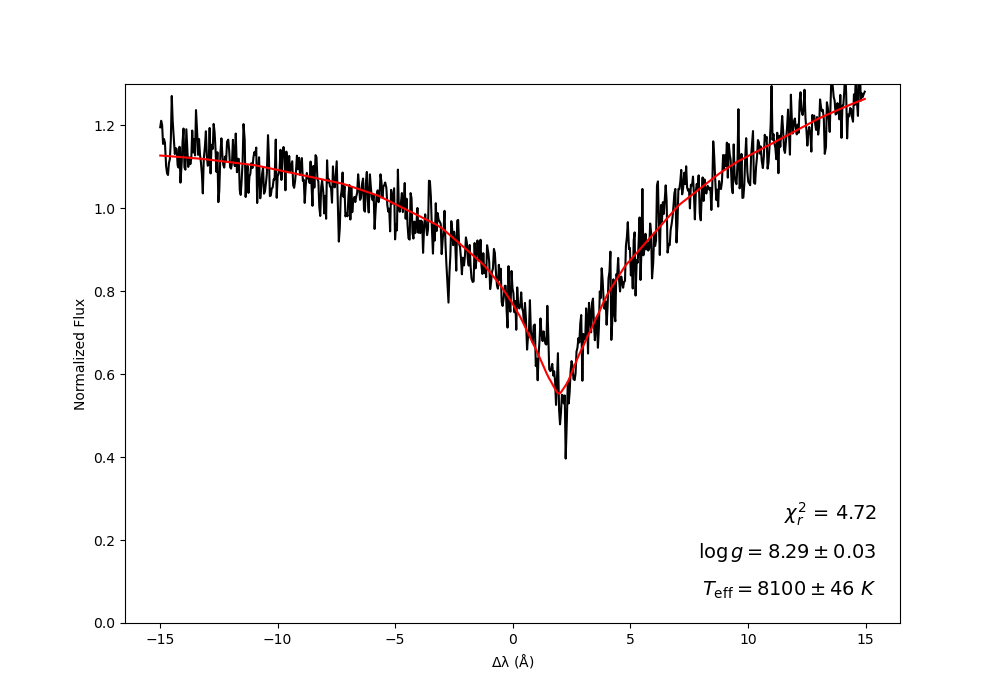 1.2
1.0
0.8
0.6
0.4
0.2
0.0
Normalized Flux
χ²ᵣ = 4.72
log g = 8.29 ± 0.03
T_eff = 8100 ± 46 K
−15 −10 −5 0 5 10 15
Δλ (Å)